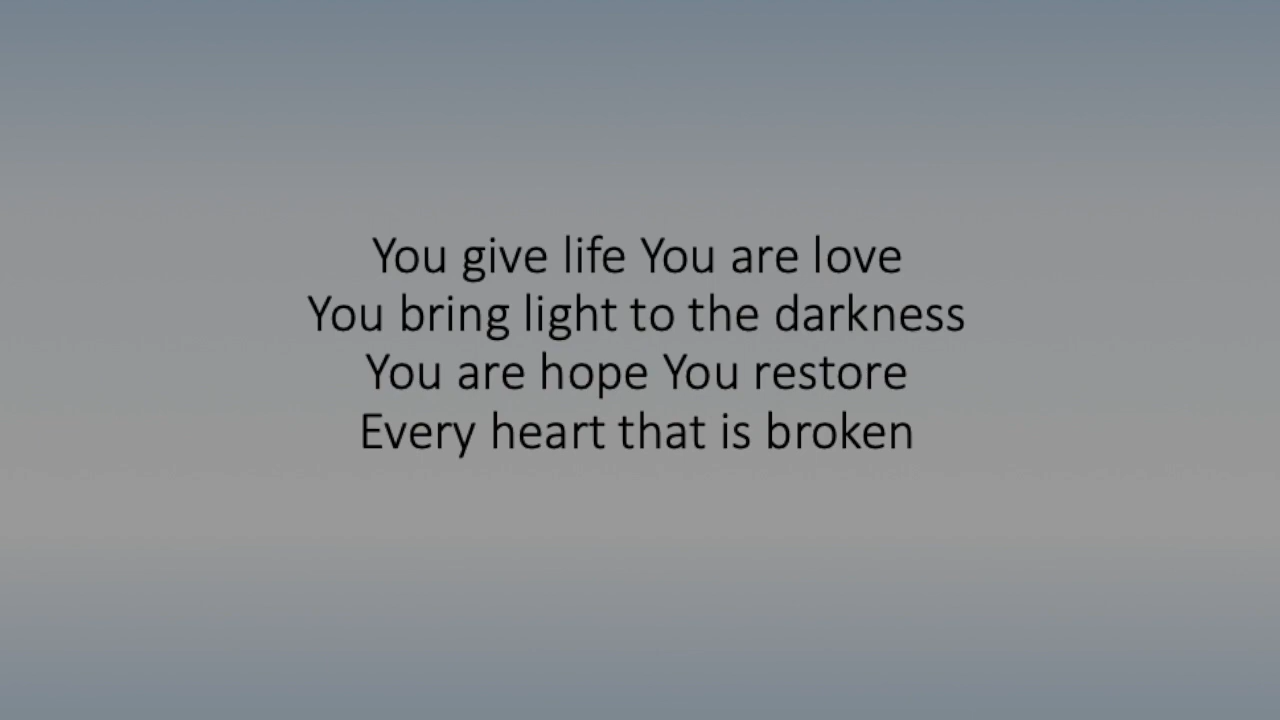 You give life You are love
You bring light to the darkness
You are hope You restore
Every heart that is broken